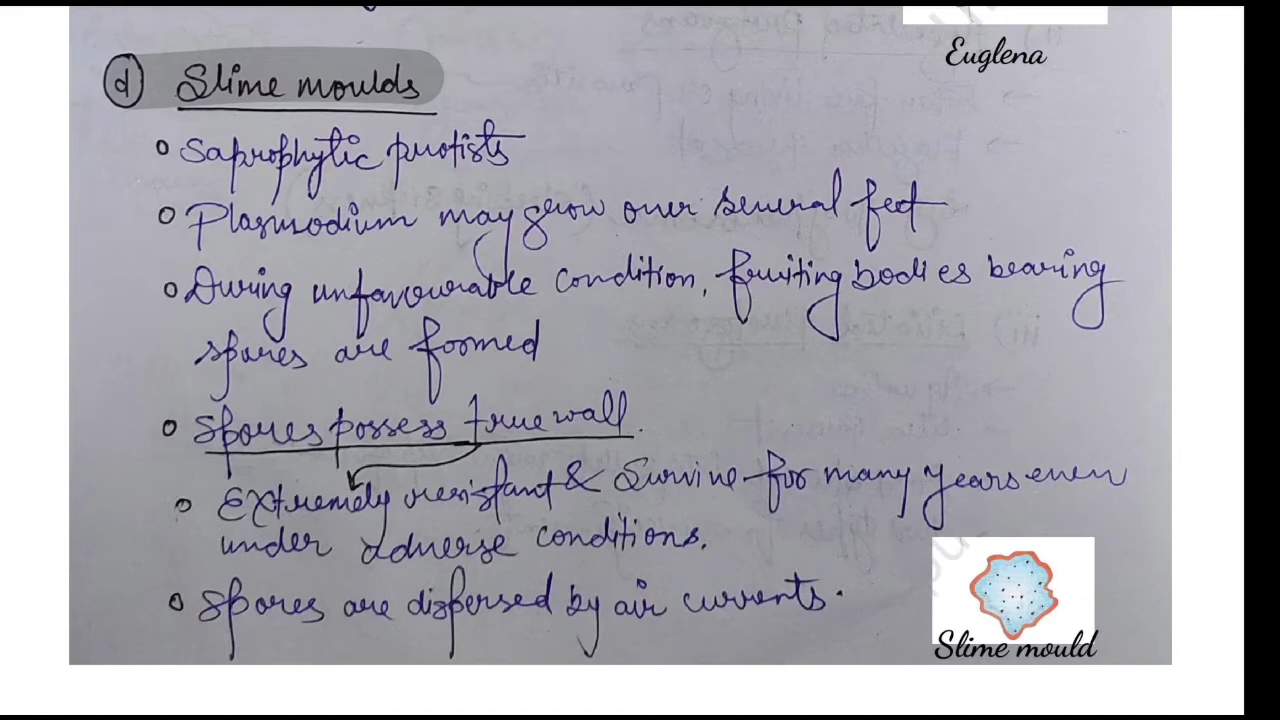 Euglena
d) Slime moulds
• Saprophytic protists
• Plasmodium may grow over several feet
• During unfavourable condition, fruiting bodies bearing
spores are formed
• Spores possess true wall.
• Extremely resistant & Survive for many years even
under adverse conditions.
• Spores are dispersed by air currents.
Slime mould